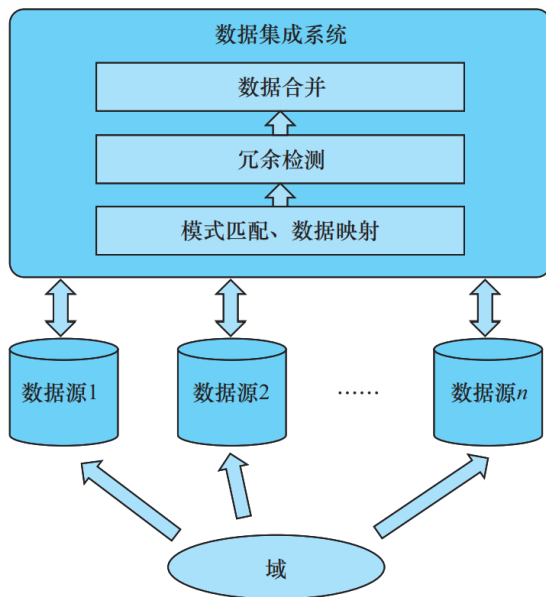 数据集成系统
数据合并
冗余检测
模式匹配、数据映射
数据源1
数据源2
……
数据源n
域